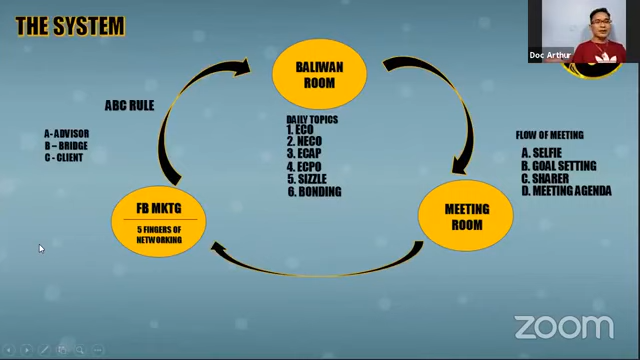 THE SYSTEM
Doc Arthur
BALIWAN
ROOM
ABC RULE
A- ADVISOR
B – BRIDGE
C - CLIENT
DAILY TOPICS
1. ECO
2. NECO
3. ECAP
4. ECPO
5. SIZZLE
6. BONDING
FLOW OF MEETING
A. SELFIE
B. GOAL SETTING
C. SHARER
D. MEETING AGENDA
FB MKTG
5 FINGERS OF
NETWORKING
MEETING
ROOM
zoom